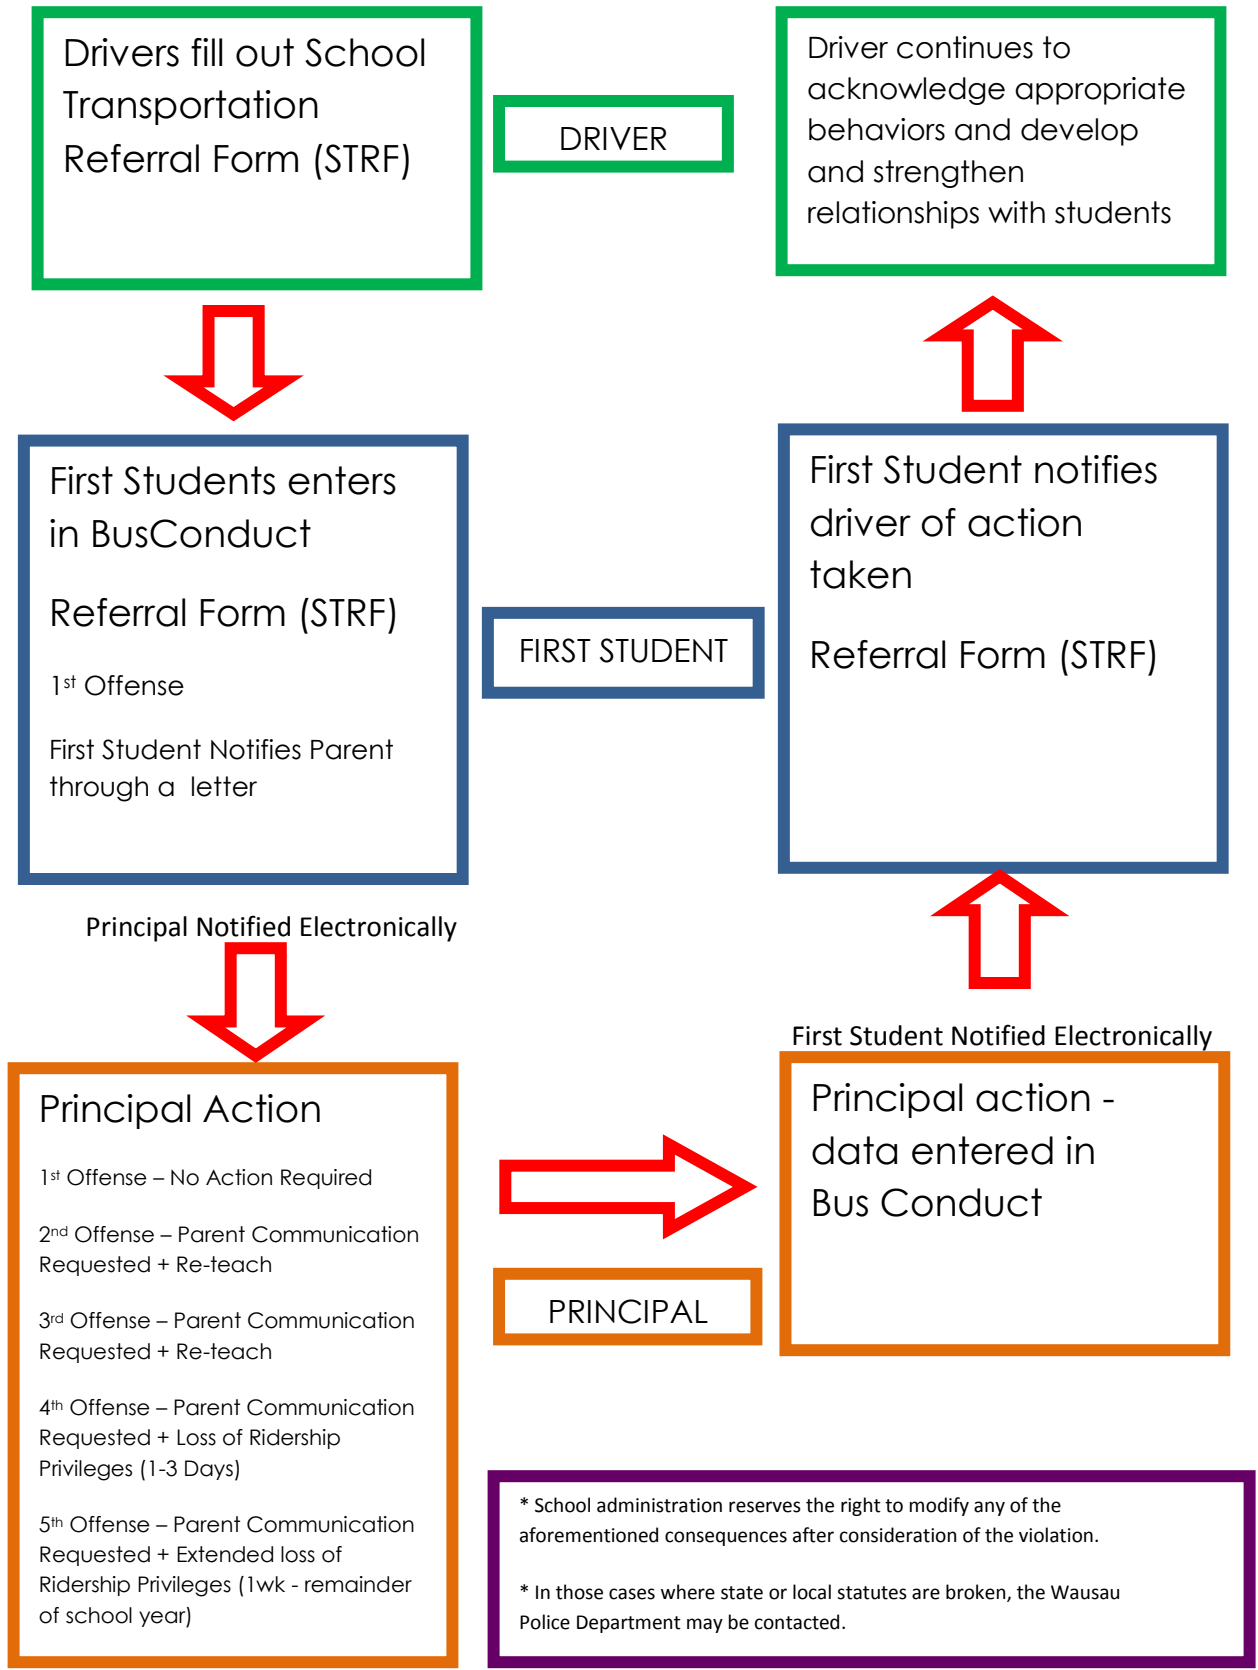 Drivers fill out School
Transportation
Referral Form (STRF)
DRIVER
Driver continues to
acknowledge appropriate
behaviors and develop
and strengthen
relationships with students
First Students enters
in BusConduct
Referral Form (STRF)
1st Offense
First Student Notifies Parent
through a letter
FIRST STUDENT
First Student notifies
driver of action
taken
Referral Form (STRF)
Principal Notified Electronically
First Student Notified Electronically
Principal Action
1st Offense – No Action Required
2nd Offense – Parent Communication
Requested + Re-teach
3rd Offense – Parent Communication
Requested + Re-teach
4th Offense – Parent Communication
Requested + Loss of Ridership
Privileges (1-3 Days)
5th Offense – Parent Communication
Requested + Extended loss of
Ridership Privileges (1wk - remainder
of school year)
PRINCIPAL
Principal action -
data entered in
Bus Conduct
* School administration reserves the right to modify any of the
aforementioned consequences after consideration of the violation.
* In those cases where state or local statutes are broken, the Wausau
Police Department may be contacted.